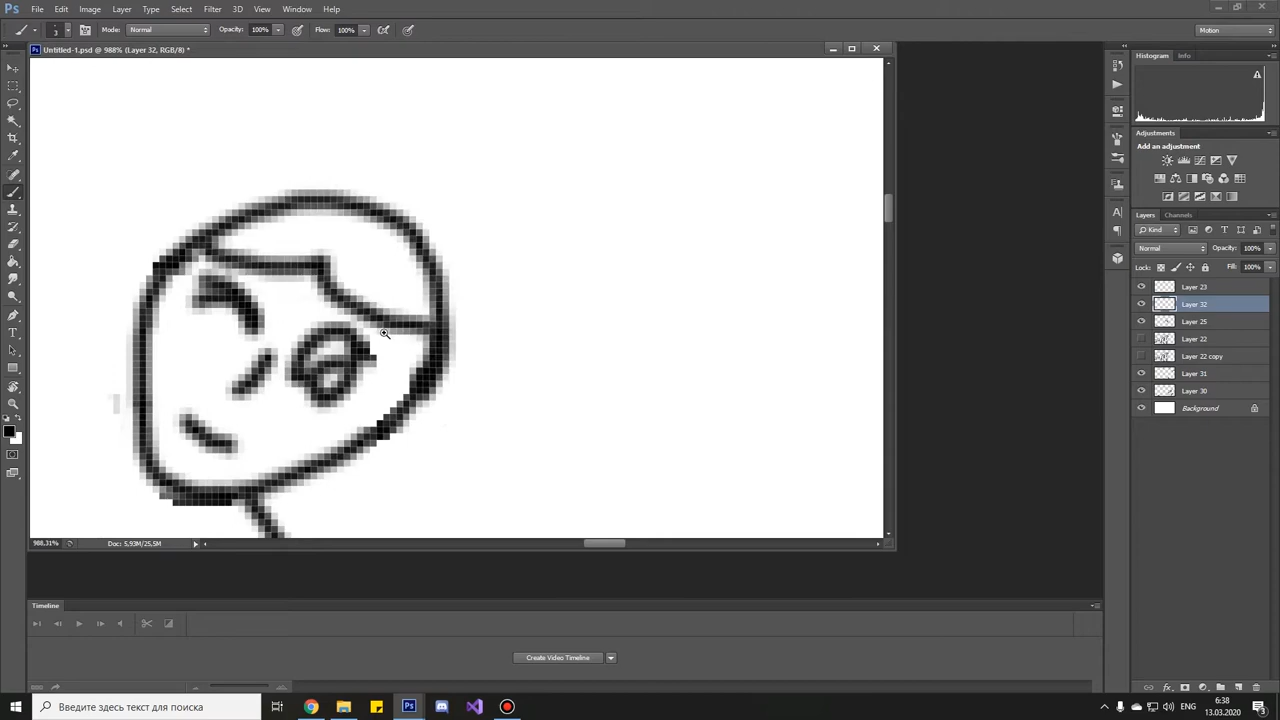 Ps File Edit Image Layer Type Select Filter 3D View Window Help
3 Mode: Normal Opacity: 100% Flow: 100% Motion
Untitled-1.psd @ 988% (Layer 32, RGB/8) *
Histogram Info
Adjustments
Add an adjustment
Layers Channels
Kind
Normal Opacity: 100%
Lock: Fill: 100%
Layer 23
Layer 32
Layer 25
Layer 22
Layer 22 copy
Layer 31
Layer 30
Background
988,31% Doc: 5,93M/25,5M
Timeline
Create Video Timeline
Введите здесь текст для поиска
Ps
ENG
6:38
13.03.2020
3